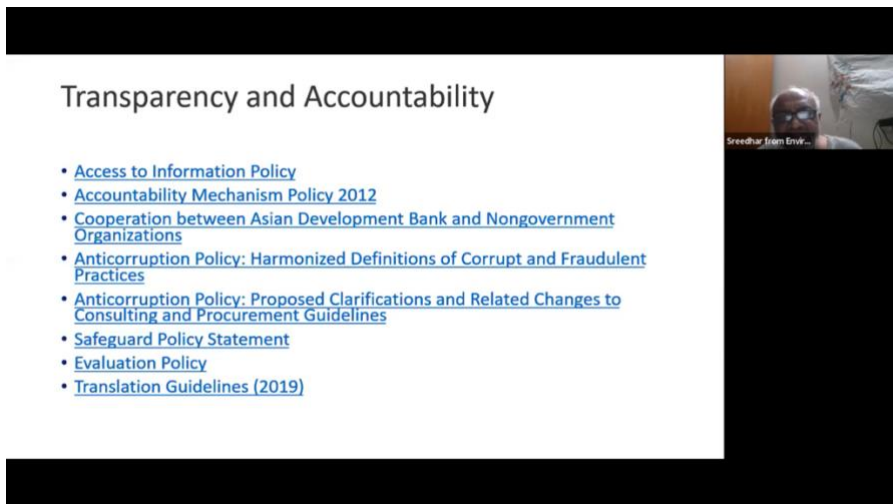 Transparency and Accountability
• Access to Information Policy
• Accountability Mechanism Policy 2012
• Cooperation between Asian Development Bank and Nongovernment
Organizations
• Anticorruption Policy: Harmonized Definitions of Corrupt and Fraudulent
Practices
• Anticorruption Policy: Proposed Clarifications and Related Changes to
Consulting and Procurement Guidelines
• Safeguard Policy Statement
• Evaluation Policy
• Translation Guidelines (2019)
Sreedhar from Envir...